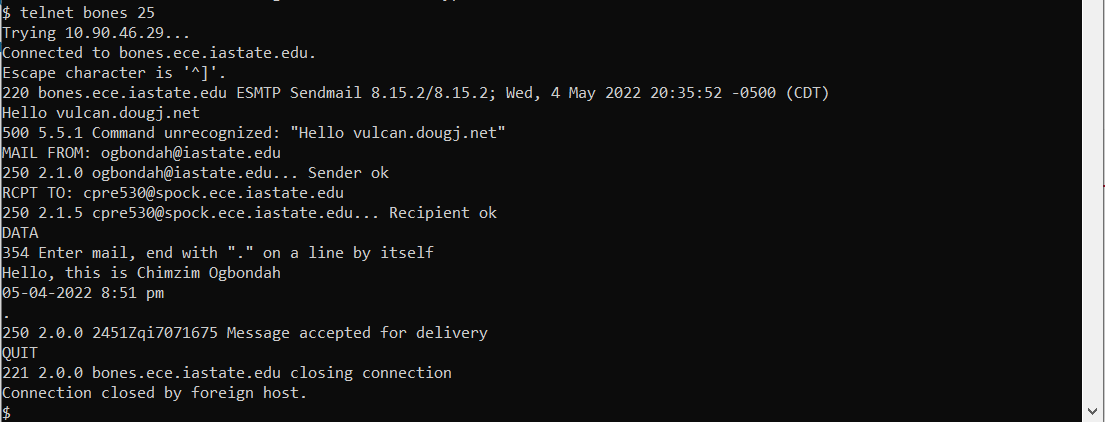 $ telnet bones 25
Trying 10.90.46.29...
Connected to bones.ece.iastate.edu.
Escape character is '^]'.
220 bones.ece.iastate.edu ESMTP Sendmail 8.15.2/8.15.2; Wed, 4 May 2022 20:35:52 -0500 (CDT)
Hello vulcan.dougj.net
500 5.5.1 Command unrecognized: "Hello vulcan.dougj.net"
MAIL FROM: ogbondah@iastate.edu
250 2.1.0 ogbondah@iastate.edu... Sender ok
RCPT TO: cpre530@spock.ece.iastate.edu
250 2.1.5 cpre530@spock.ece.iastate.edu... Recipient ok
DATA
354 Enter mail, end with "." on a line by itself
Hello, this is Chimzim Ogbondah
05-04-2022 8:51 pm
.
250 2.0.0 2451Zqi7071675 Message accepted for delivery
QUIT
221 2.0.0 bones.ece.iastate.edu closing connection
Connection closed by foreign host.
$